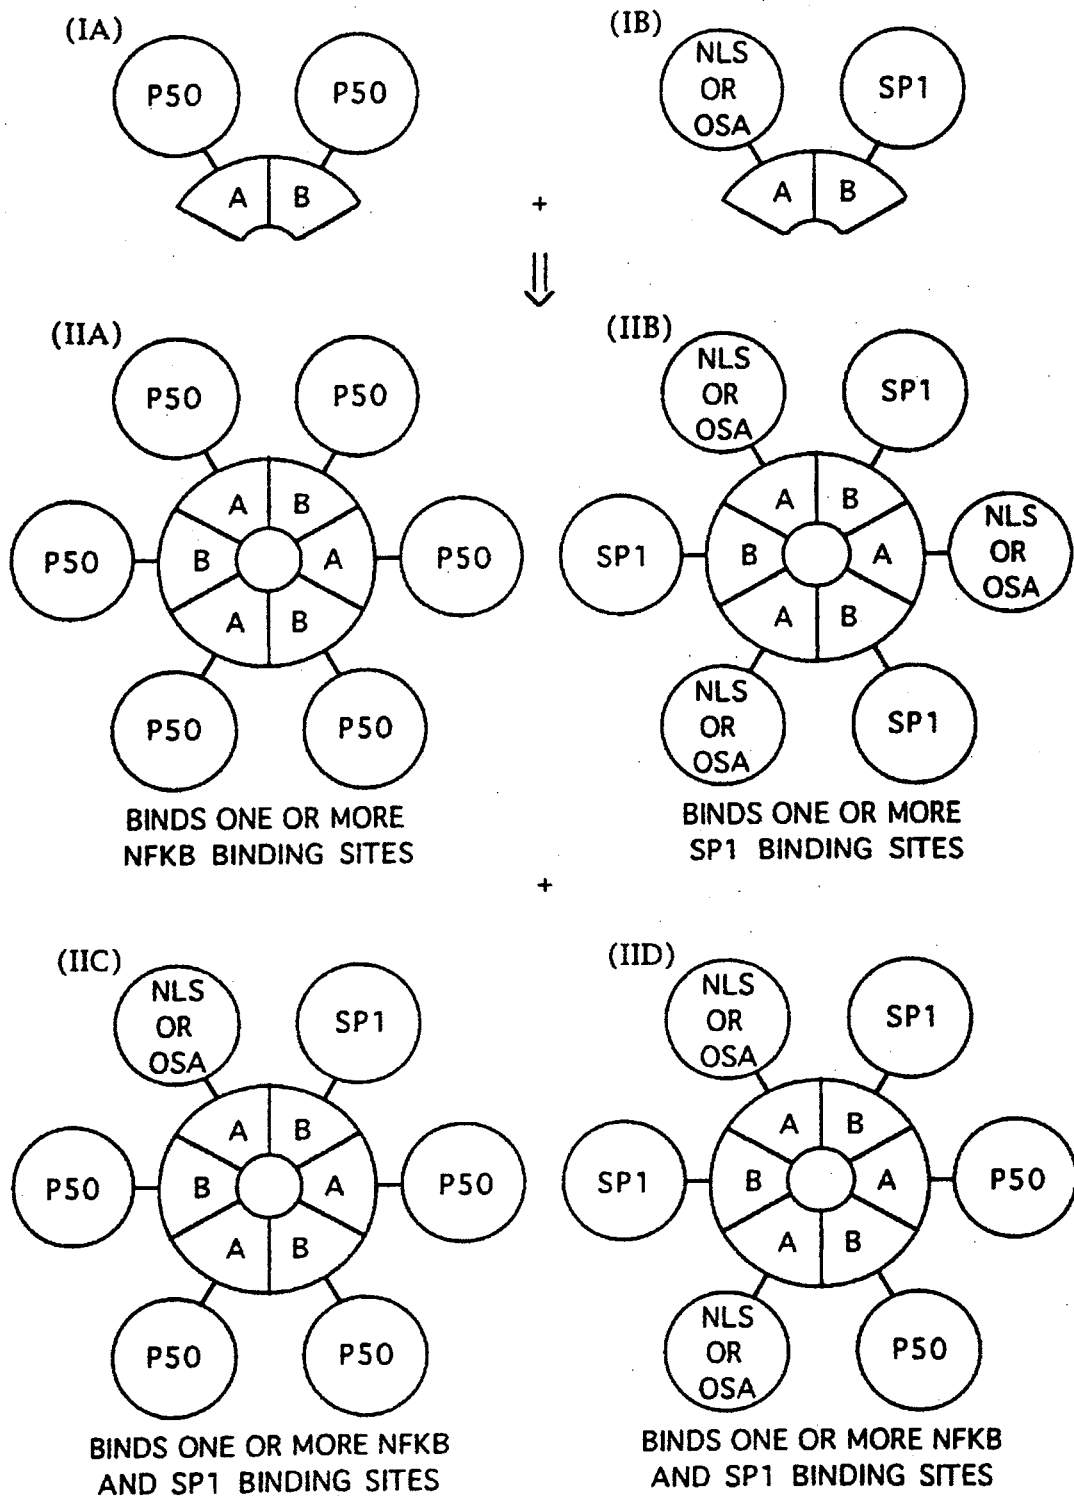 (IA)
P50
P50
A
B
(IB)
NLS
OR
OSA
SP1
A
B
+
(IIA)
P50
P50
A
B
P50
B
A
P50
A
B
P50
P50
BINDS ONE OR MORE
NFKB BINDING SITES
(IIB)
NLS
OR
OSA
SP1
A
B
SP1
B
A
NLS
OR
OSA
A
B
NLS
OR
OSA
SP1
BINDS ONE OR MORE
SP1 BINDING SITES
+
(IIC)
NLS
OR
OSA
SP1
A
B
P50
B
A
P50
A
B
P50
P50
BINDS ONE OR MORE NFKB
AND SP1 BINDING SITES
(IID)
NLS
OR
OSA
SP1
A
B
SP1
B
A
P50
A
B
NLS
OR
OSA
P50
BINDS ONE OR MORE NFKB
AND SP1 BINDING SITES